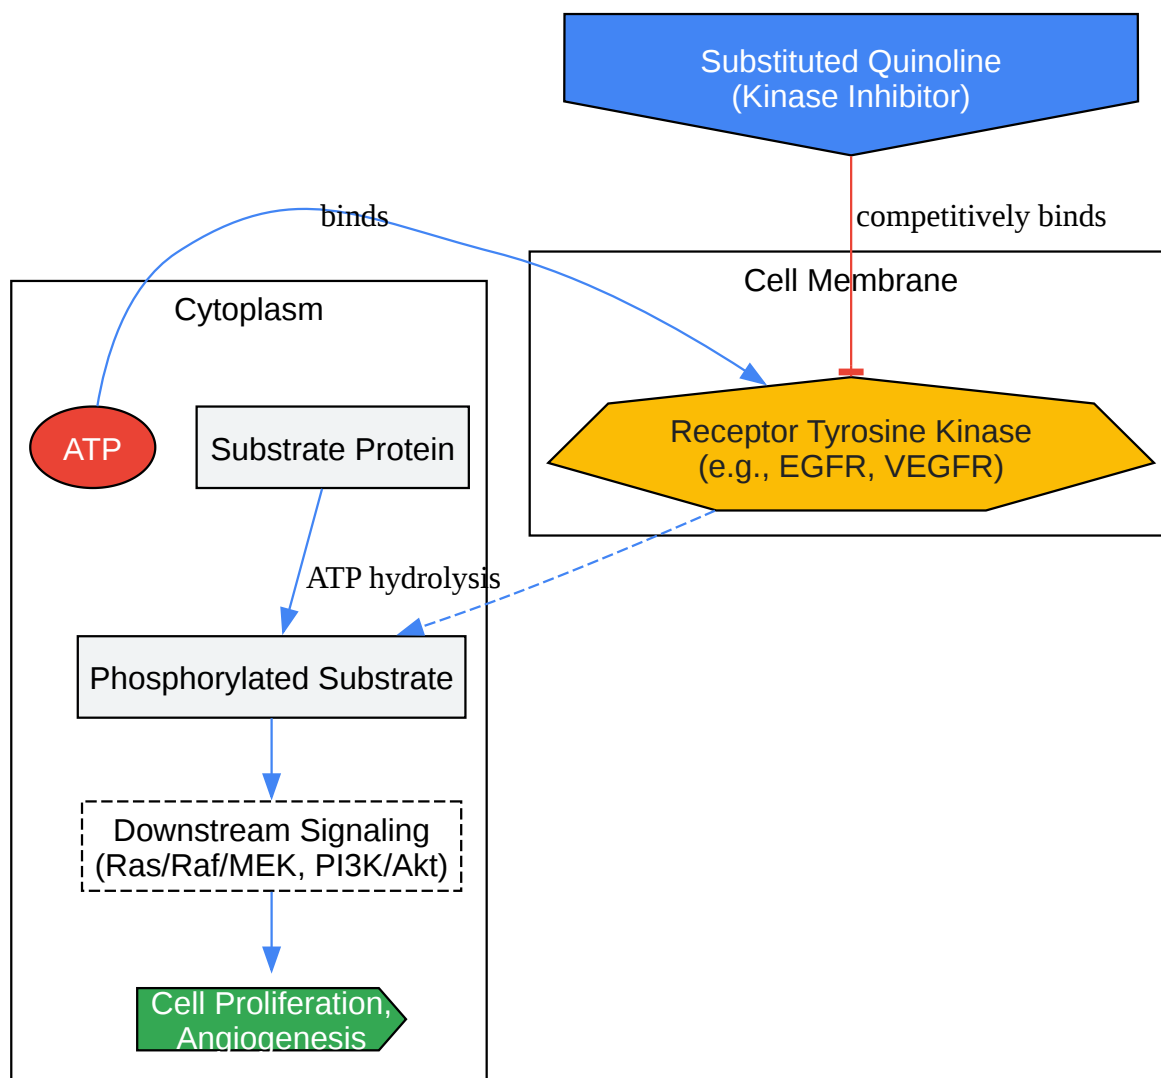 Substituted Quinoline
(Kinase Inhibitor)
binds
competitively binds
Cell Membrane
Cytoplasm
ATP
Substrate Protein
Receptor Tyrosine Kinase
(e.g., EGFR, VEGFR)
ATP hydrolysis
Phosphorylated Substrate
Downstream Signaling
(Ras/Raf/MEK, PI3K/Akt)
Cell Proliferation,
Angiogenesis